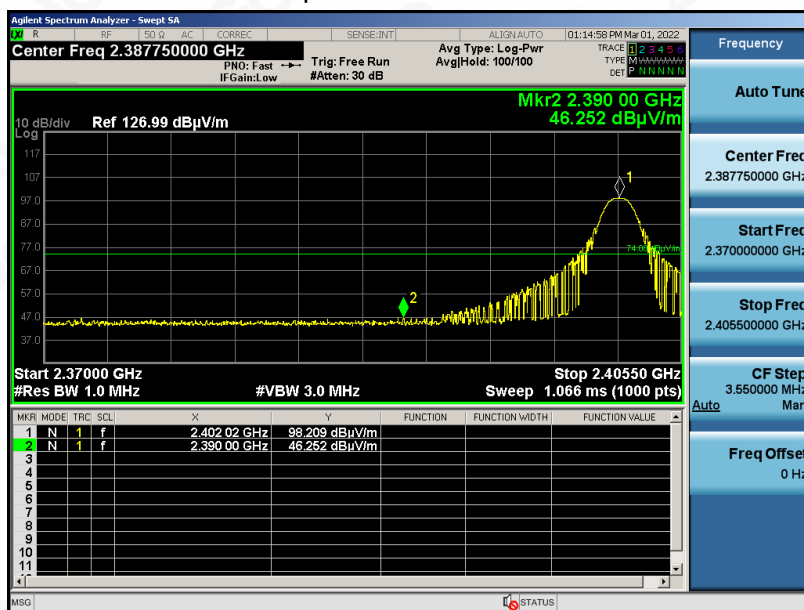 Agilent Spectrum Analyzer - Swept SA
LXI R RF 50 Ω AC CORREC SENSE:INT ALIGN AUTO 01:14:58 PM Mar 01, 2022
Center Freq 2.387750000 GHz
PNO: Fast
IFGain:Low
Trig: Free Run
#Atten: 30 dB
Avg Type: Log-Pwr
Avg|Hold: 100/100
TRACE 1 2 3 4 5 6
TYPE M
DET P N N N N N
Mkr2 2.390 00 GHz
46.252 dBµV/m
10 dB/div Ref 126.99 dBµV/m
Log
117
107
97.0
87.0
77.0
67.0
57.0
47.0
37.0
1
2
Start 2.37000 GHz Stop 2.40550 GHz
#Res BW 1.0 MHz #VBW 3.0 MHz Sweep 1.066 ms (1000 pts)
MKR MODE TRC SCL X Y FUNCTION FUNCTION WIDTH FUNCTION VALUE
1 N 1 f 2.402 02 GHz 98.209 dBµV/m
2 N 1 f 2.390 00 GHz 46.252 dBµV/m
3
4
5
6
7
8
9
10
11
MSG STATUS
Frequency
Auto Tune
Center Freq
2.387750000 GHz
Start Freq
2.370000000 GHz
Stop Freq
2.405500000 GHz
CF Step
3.550000 MHz
Auto Man
Freq Offset
0 Hz